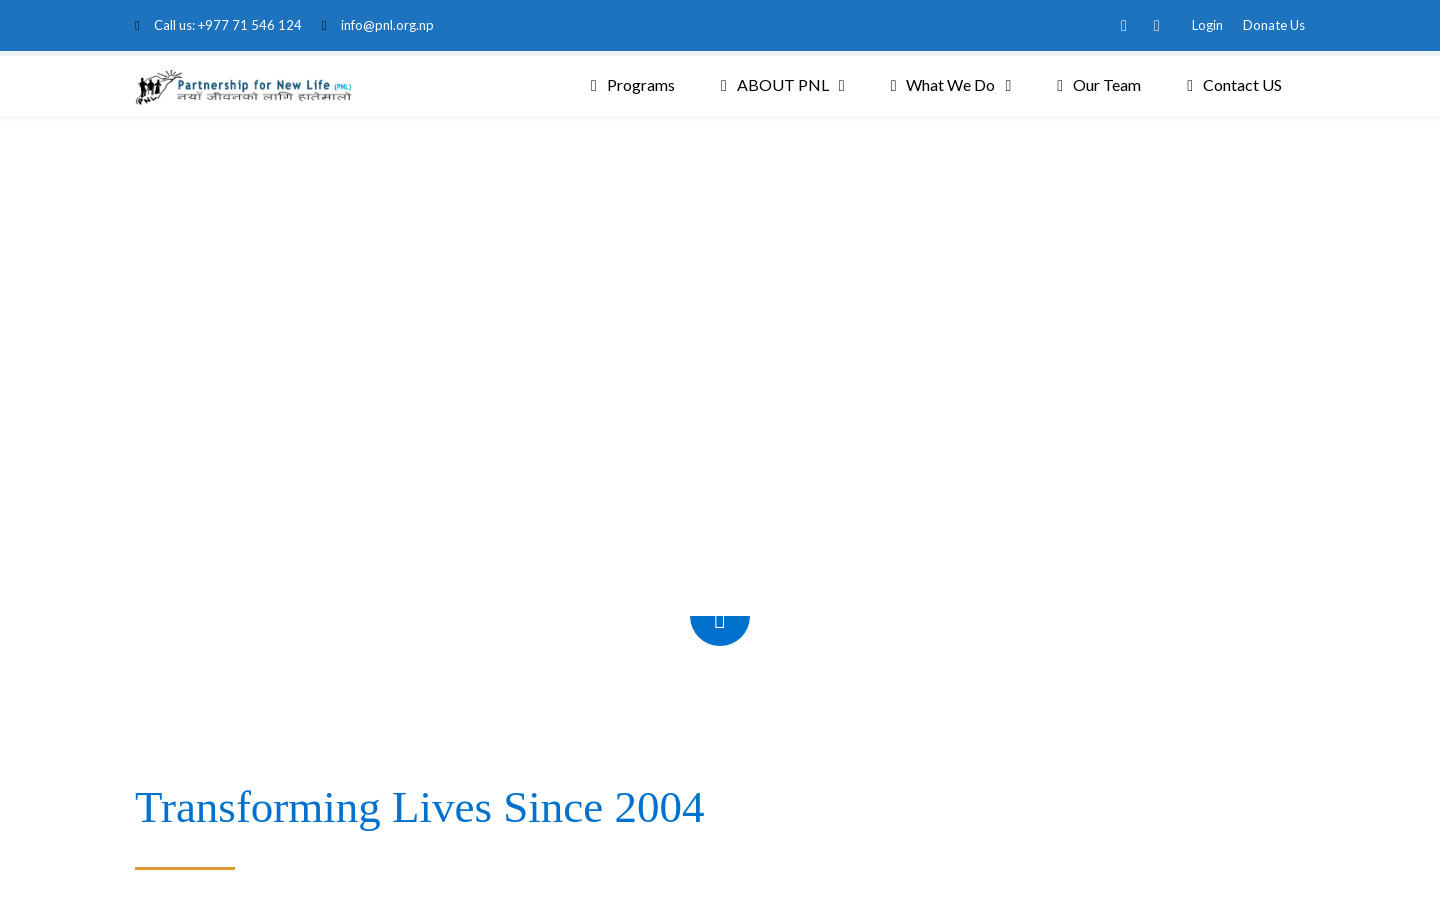 Call us: +977 71 546 124
info@pnl.org.np
Login
Donate Us
Partnership for New Life (PNL)
नयाँ जीवनको लागि हातेमालो
Programs
ABOUT PNL
What We Do
Our Team
Contact US
Transforming Lives Since 2004